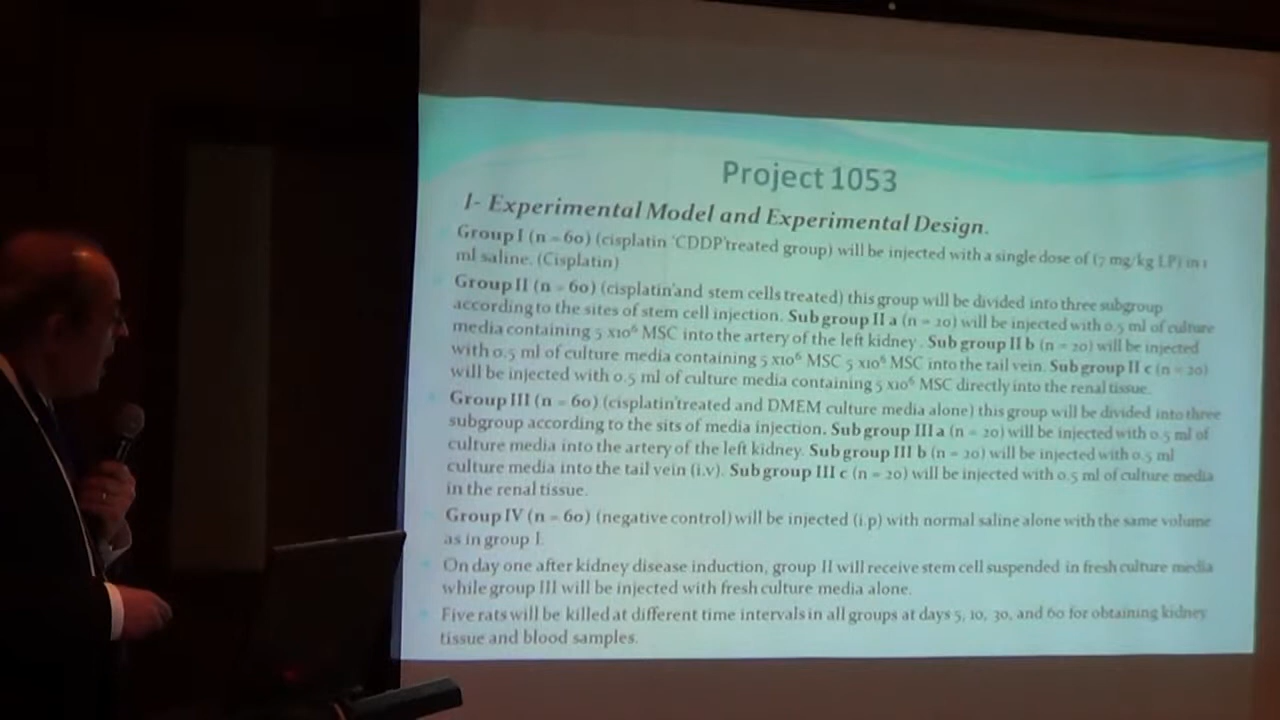 Project 1053
1- Experimental Model and Experimental Design.
Group I (n = 60) (cisplatin 'CDDP'treated group) will be injected with a single dose of (7 mg/kg I.P) in 1
ml saline. (Cisplatin)
Group II (n = 60) (cisplatin'and stem cells treated) this group will be divided into three subgroup
according to the sites of stem cell injection. Sub group II a (n = 20) will be injected with 0.5 ml of culture
media containing 5 x10⁶ MSC into the artery of the left kidney. Sub group II b (n = 20) will be injected
with 0.5 ml of culture media containing 5 x10⁶ MSC 5 x10⁶ MSC into the tail vein. Sub group II c (n = 20)
will be injected with 0.5 ml of culture media containing 5 x10⁶ MSC directly into the renal tissue.
Group III (n = 60) (cisplatin'treated and DMEM culture media alone) this group will be divided into three
subgroup according to the sits of media injection. Sub group III a (n = 20) will be injected with 0.5 ml of
culture media into the artery of the left kidney. Sub group III b (n = 20) will be injected with 0.5 ml
culture media into the tail vein (i.v). Sub group III c (n = 20) will be injected with 0.5 ml of culture media
in the renal tissue.
Group IV (n = 60) (negative control) will be injected (i.p) with normal saline alone with the same volume
as in group I.
On day one after kidney disease induction, group II will receive stem cell suspended in fresh culture media
while group III will be injected with fresh culture media alone.
Five rats will be killed at different time intervals in all groups at days 5, 10, 30, and 60 for obtaining kidney
tissue and blood samples.